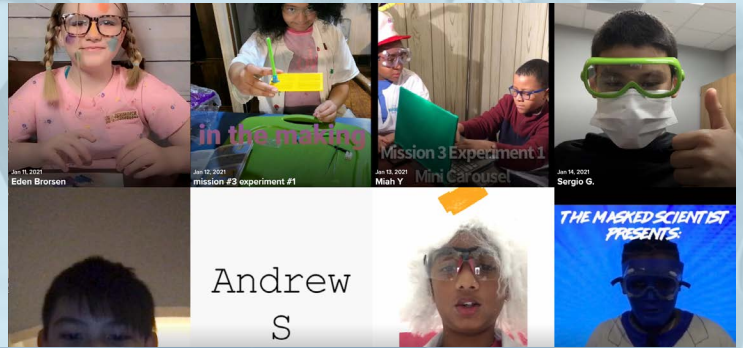 in the making
Mission 3 Experiment 1
Mini Carousel
Jan 11, 2021
Eden Brorsen
Jan 12, 2021
mission #3 experiment #1
Jan 13, 2021
Miah Y
Jan 14, 2021
Sergio G.
Andrew
S
THE MASKED SCIENTIST
PRESENTS: